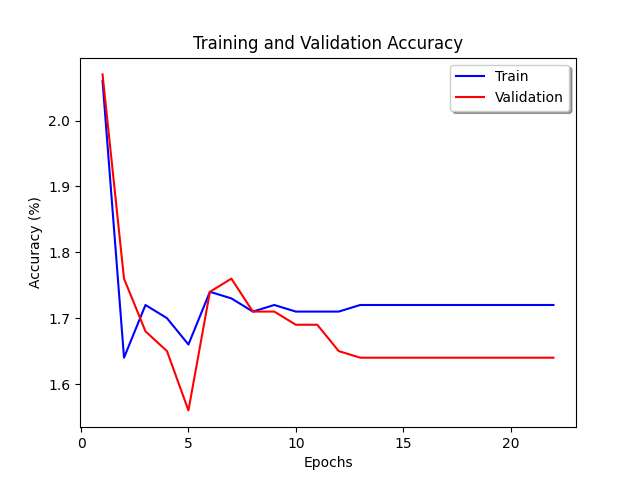 Training and Validation Accuracy
Train
Validation
Accuracy (%)
2.0
1.9
1.8
1.7
1.6
0 5 10 15 20
Epochs